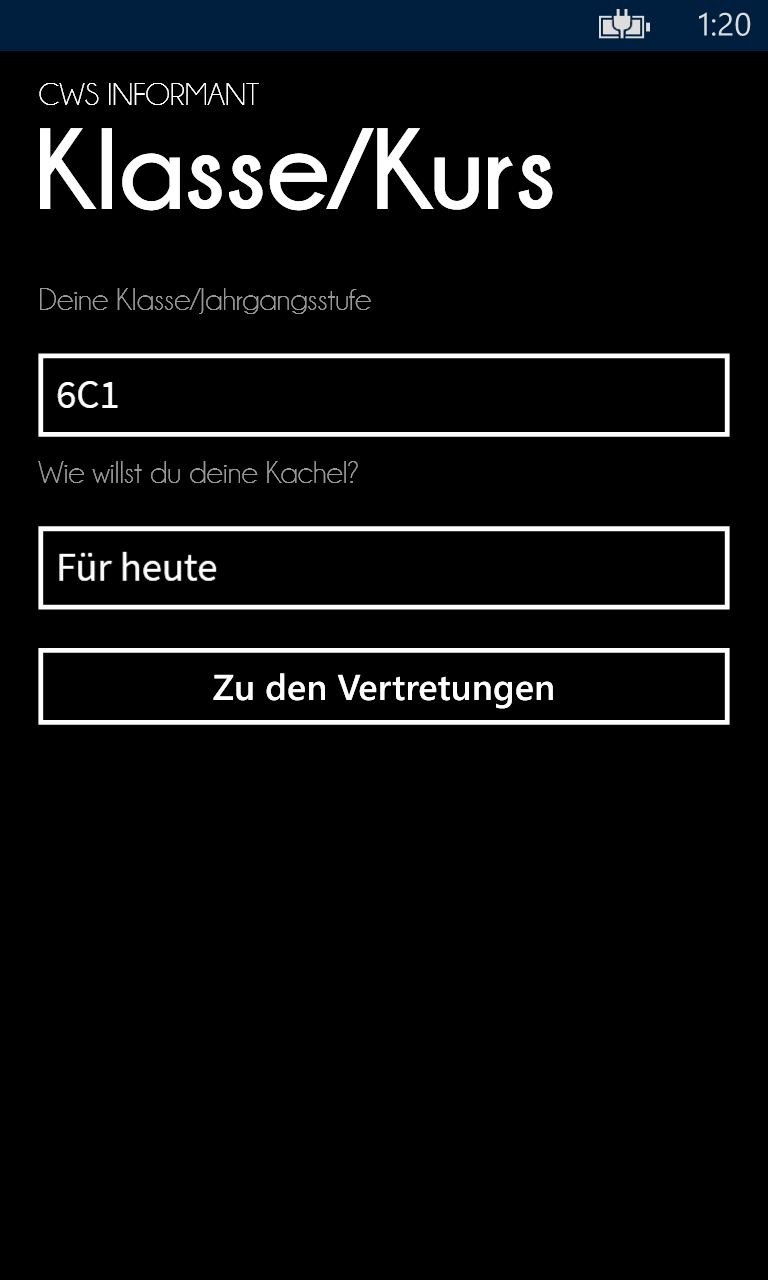 1:20
CWS INFORMANT
Klasse/Kurs
Deine Klasse/Jahrgangsstufe
6C1
Wie willst du deine Kachel?
Für heute
Zu den Vertretungen